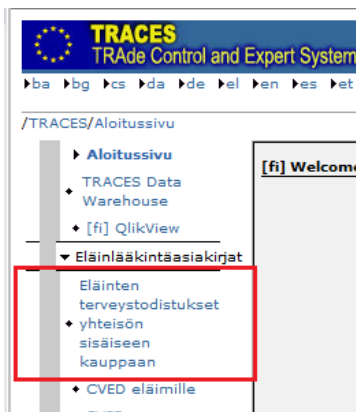 TRACES
TRAde Control and Expert System
ba bg cs da de el en es et
/TRACES/Aloitussivu
Aloitussivu
TRACES Data
Warehouse
[fi] QlikView
Eläinlääkintäasiakirjat
Eläinten
terveystodistukset
yhteisön
sisäiseen
kauppaan
CVED eläimille
[fi] Welcome